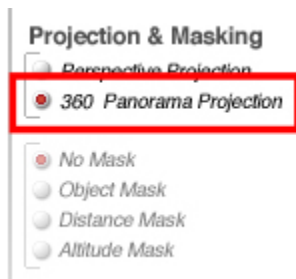 Projection & Masking
Perspective Projection
360 Panorama Projection
No Mask
Object Mask
Distance Mask
Altitude Mask